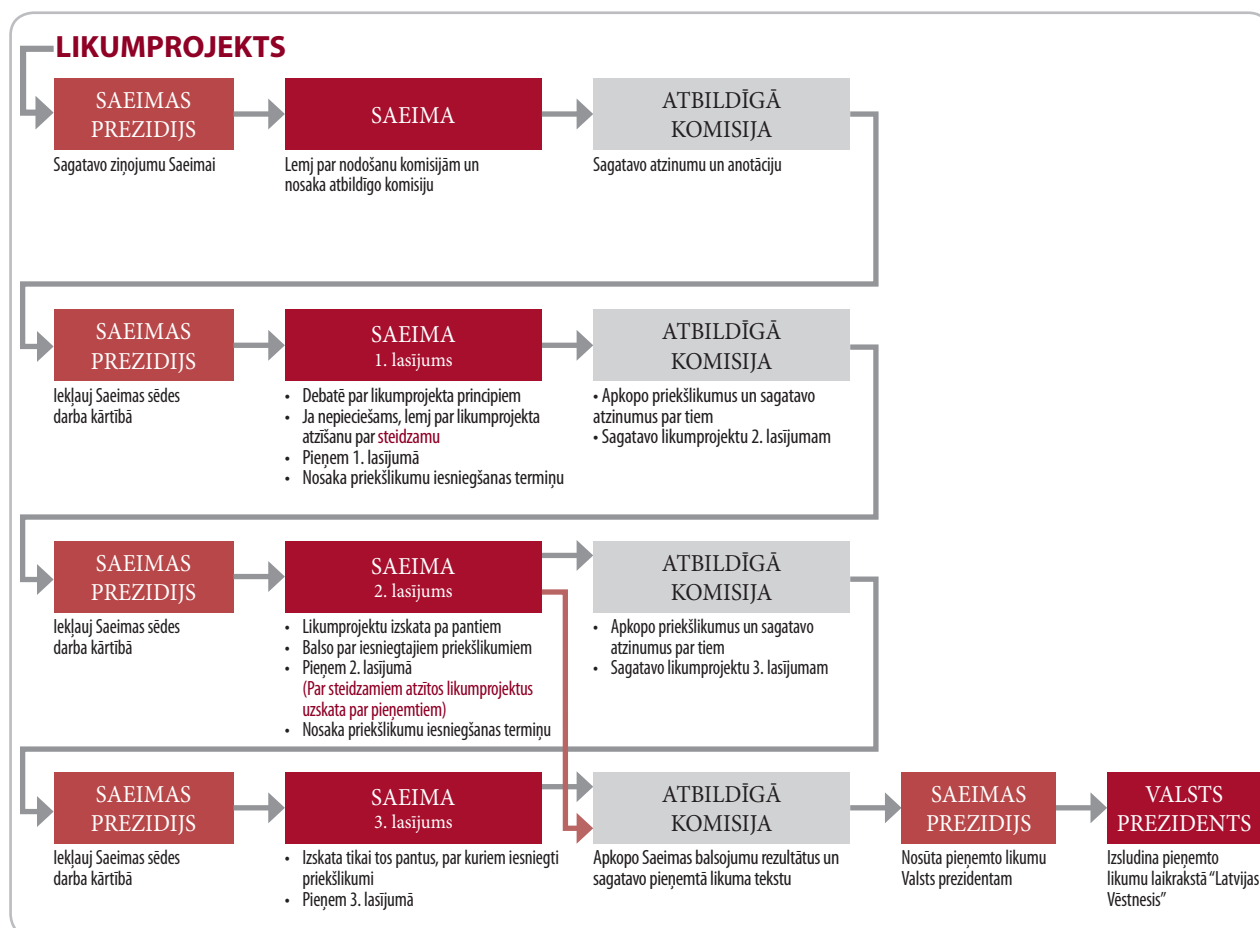 LIKUMPROJEKTS
SAEIMAS
PREZIDIJS
Sagatavo ziņojumu Saeimai
SAEIMA
Lemj par nodošanu komisijām un
nosaka atbildīgo komisiju
ATBILDĪGĀ
KOMISIJA
Sagatavo atzinumu un anotāciju
SAEIMAS
PREZIDIJS
Iekļauj Saeimas sēdes
darba kārtībā
SAEIMA
1. lasījums
• Debatē par likumprojekta principiem
• Ja nepieciešams, lemj par likumprojekta
atzīšanu par steidzamu
• Pieņem 1. lasījumā
• Nosaka priekšlikumu iesniegšanas termiņu
ATBILDĪGĀ
KOMISIJA
• Apkopo priekšlikumus un sagatavo
atzinumus par tiem
• Sagatavo likumprojektu 2. lasījumam
SAEIMAS
PREZIDIJS
Iekļauj Saeimas sēdes
darba kārtībā
SAEIMA
2. lasījums
• Likumprojektu izskata pa pantiem
• Balso par iesniegtajiem priekšlikumiem
• Pieņem 2. lasījumā
(Par steidzamiem atzītos likumprojektus
uzskata par pieņemtiem)
• Nosaka priekšlikumu iesniegšanas termiņu
ATBILDĪGĀ
KOMISIJA
• Apkopo priekšlikumus un sagatavo
atzinumus par tiem
• Sagatavo likumprojektu 3. lasījumam
SAEIMAS
PREZIDIJS
Iekļauj Saeimas sēdes
darba kārtībā
SAEIMA
3. lasījums
• Izskata tikai tos pantus, par kuriem iesniegti
priekšlikumi
• Pieņem 3. lasījumā
ATBILDĪGĀ
KOMISIJA
Apkopo Saeimas balsojumu rezultātus un
sagatavo pieņemtā likuma tekstu
SAEIMAS
PREZIDIJS
Nosūta pieņemto likumu
Valsts prezidentam
VALSTS
PREZIDENTS
Izsludina pieņemto
likumu laikrakstā “Latvijas
Vēstnesis”